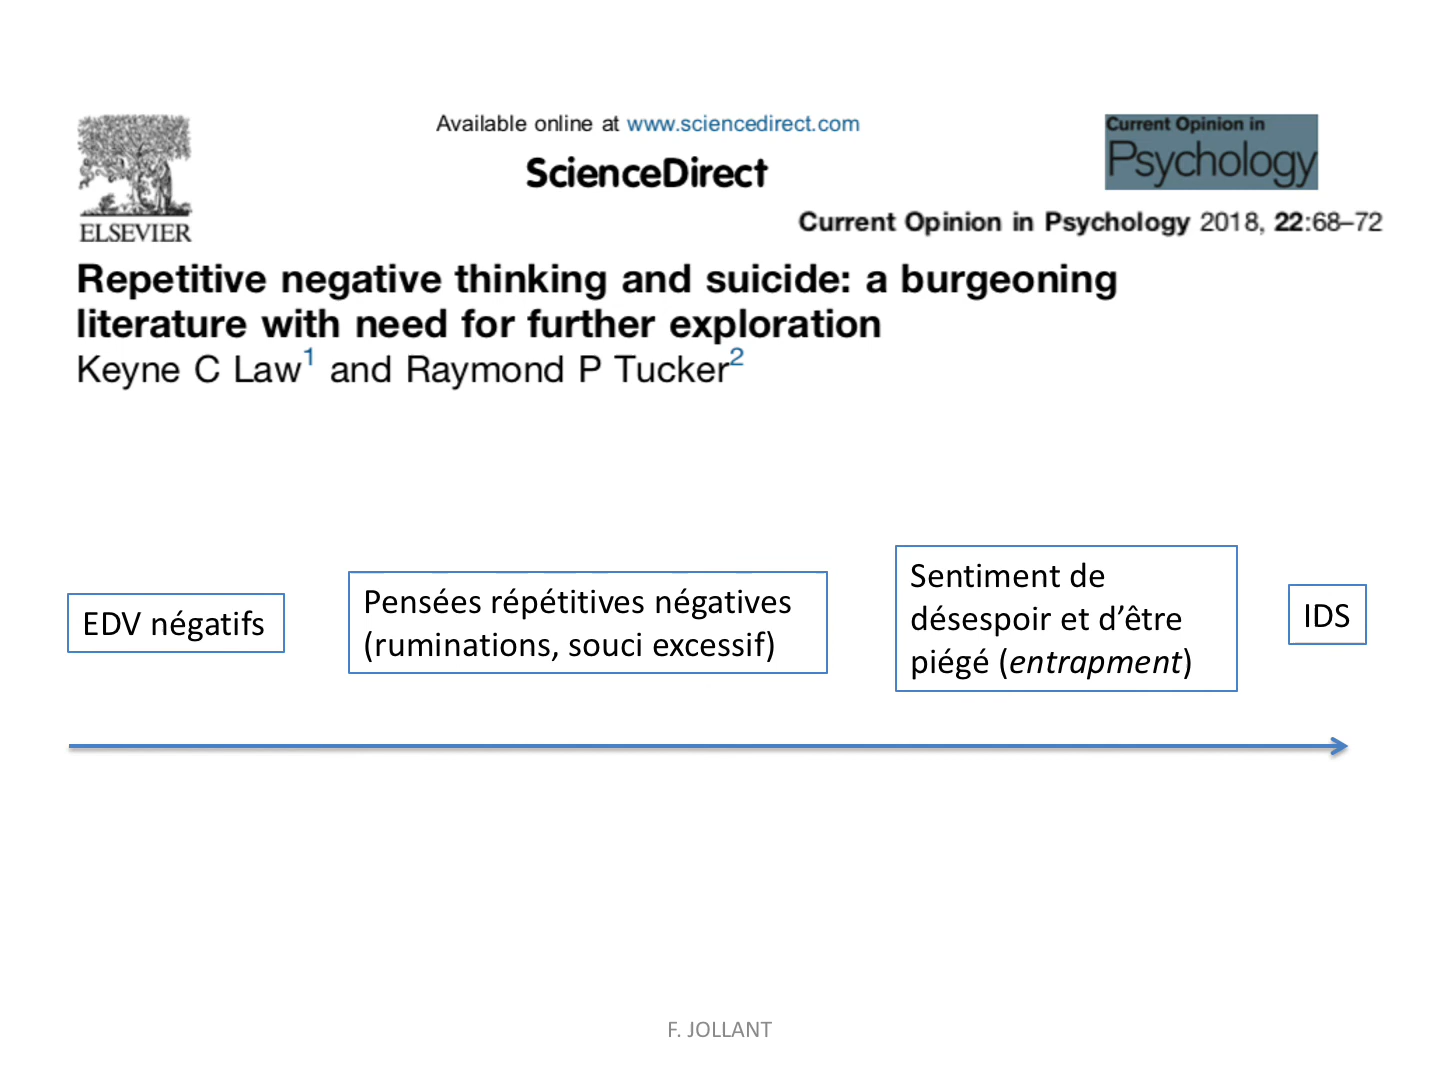 Available online at www.sciencedirect.com
ScienceDirect
ELSEVIER
Current Opinion in
Psychology
Current Opinion in Psychology 2018, 22:68–72
Repetitive negative thinking and suicide: a burgeoning
literature with need for further exploration
Keyne C Law1 and Raymond P Tucker2
EDV négatifs
Pensées répétitives négatives
(ruminations, souci excessif)
Sentiment de
désespoir et d’être
piégé (entrapment)
IDS
F. JOLLANT